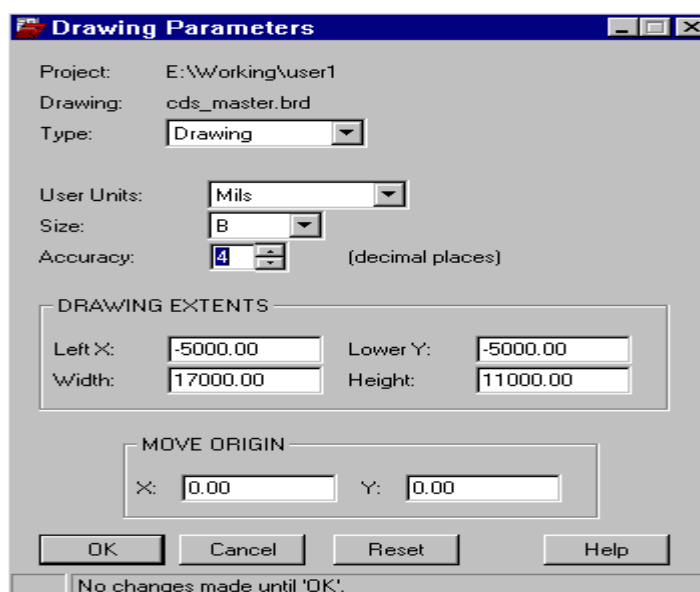 Drawing Parameters
Project: E:\Working\user1
Drawing: cds_master.brd
Type: Drawing
User Units: Mils
Size: B
Accuracy: 4 (decimal places)
DRAWING EXTENTS
Left X: -5000.00 Lower Y: -5000.00
Width: 17000.00 Height: 11000.00
MOVE ORIGIN
X: 0.00 Y: 0.00
OK Cancel Reset Help
No changes made until 'OK'.